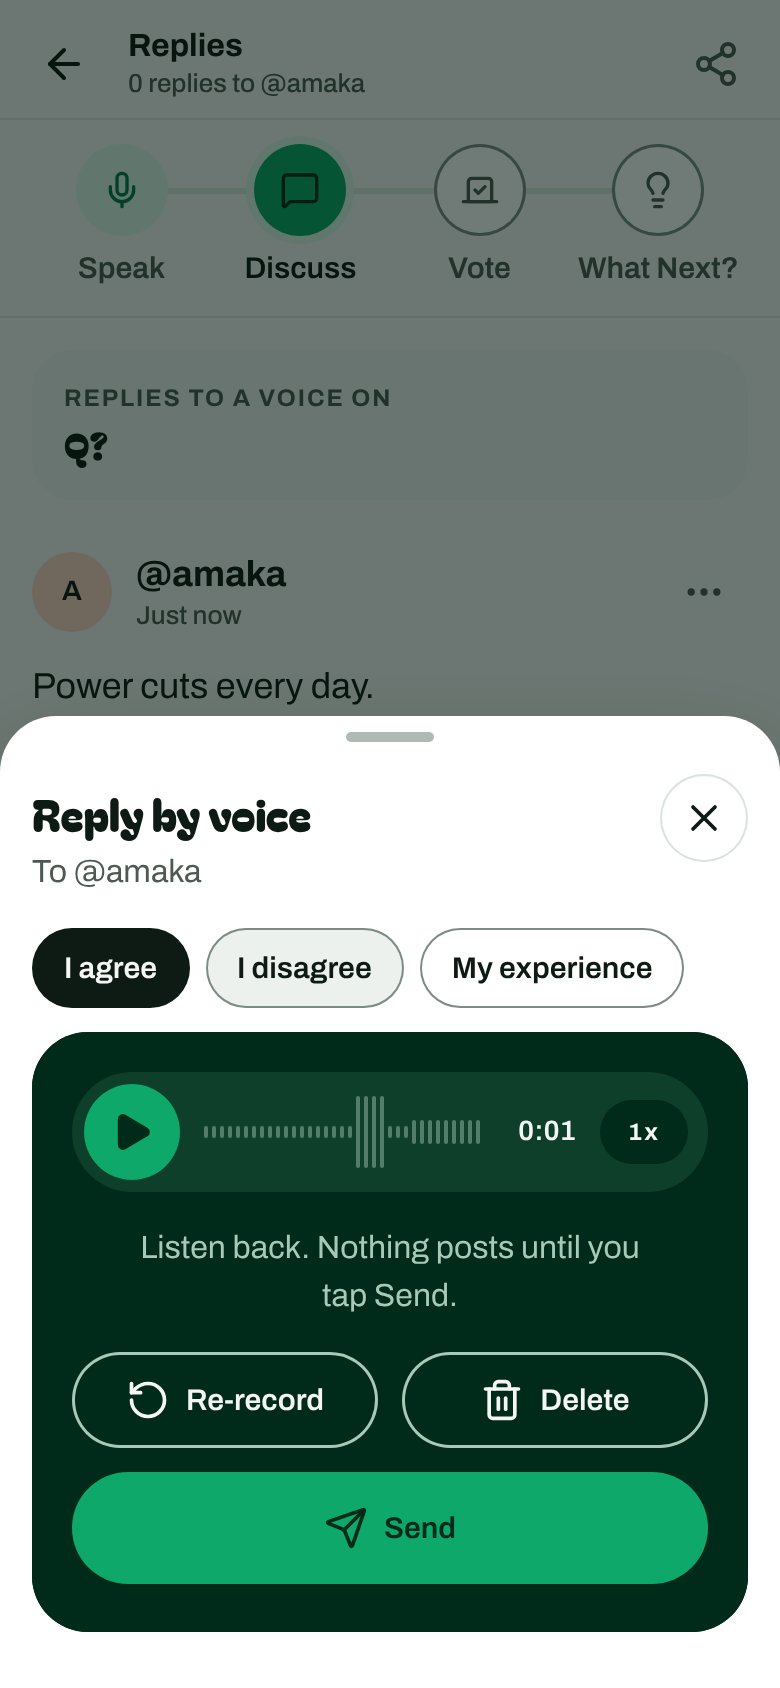 Replies
0 replies to @amaka
Speak
Discuss
Vote
What Next?
REPLIES TO A VOICE ON
Q?
A
@amaka
Just now
Power cuts every day.
Reply by voice
To @amaka
I agree
I disagree
My experience
0:01
1x
Listen back. Nothing posts until you
tap Send.
Re-record
Delete
Send